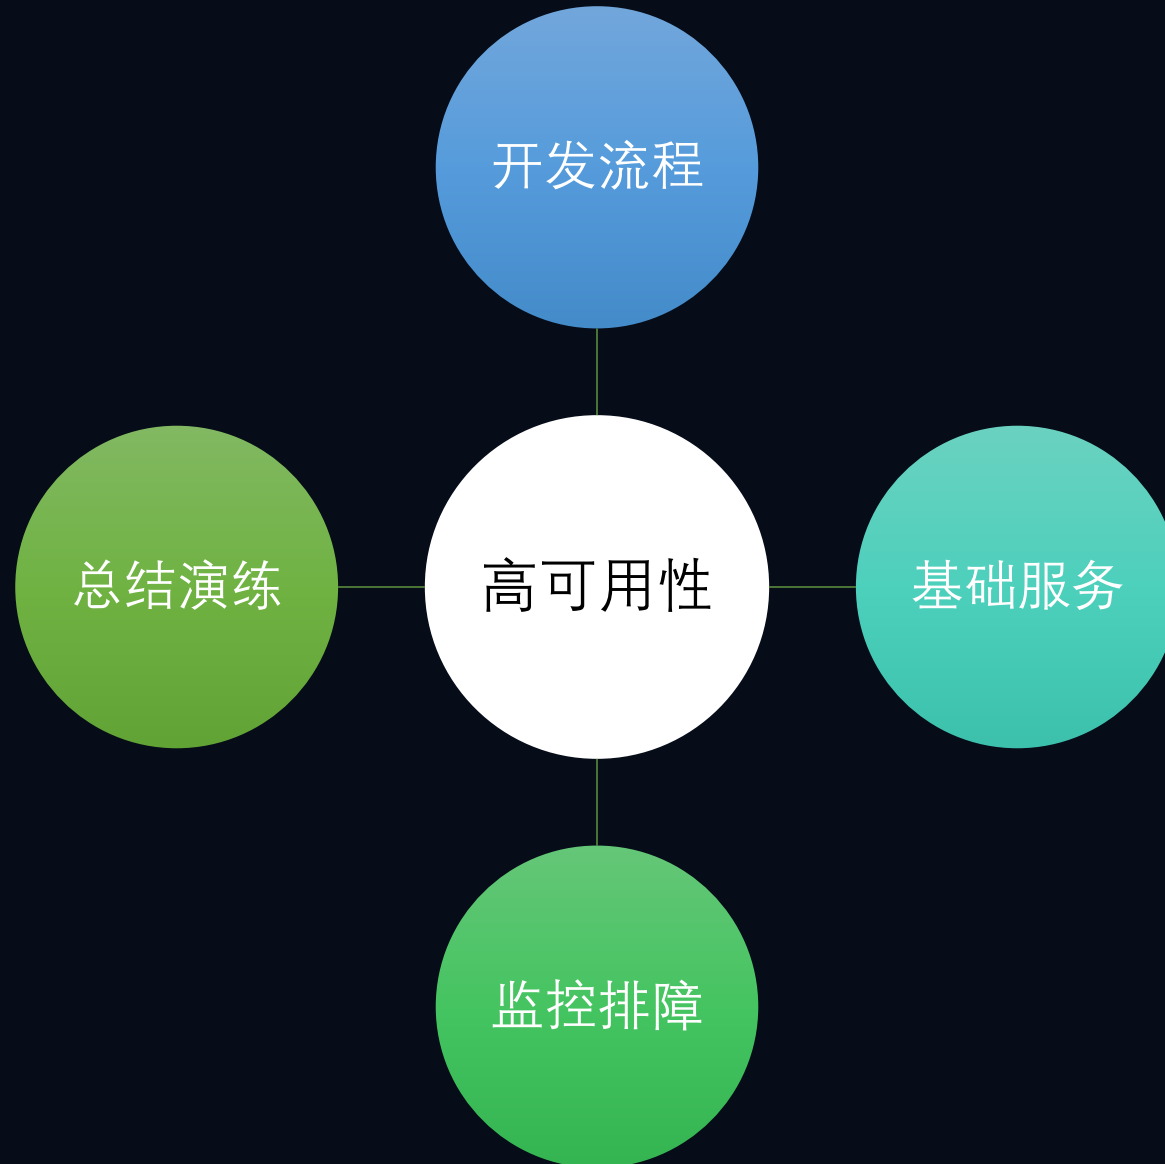 开发流程
总结演练
高可用性
基础服务
监控排障